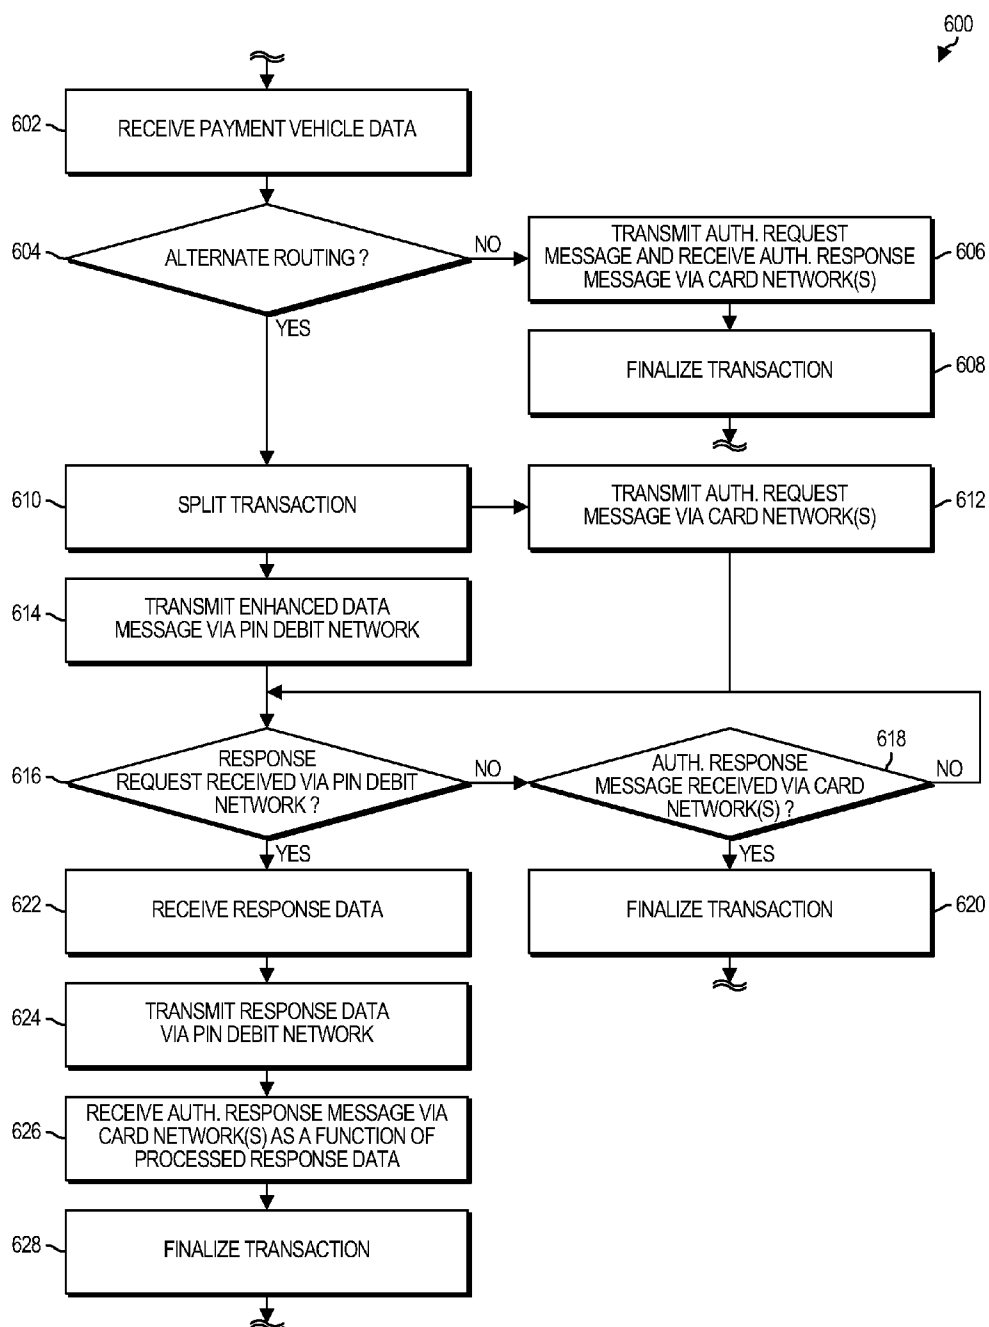 600
602
RECEIVE PAYMENT VEHICLE DATA
604
ALTERNATE ROUTING ?
NO
YES
TRANSMIT AUTH. REQUEST
MESSAGE AND RECEIVE AUTH. RESPONSE
MESSAGE VIA CARD NETWORK(S)
606
FINALIZE TRANSACTION
608
610
SPLIT TRANSACTION
TRANSMIT AUTH. REQUEST
MESSAGE VIA CARD NETWORK(S)
612
614
TRANSMIT ENHANCED DATA
MESSAGE VIA PIN DEBIT NETWORK
616
RESPONSE
REQUEST RECEIVED VIA PIN DEBIT
NETWORK ?
NO
YES
618
AUTH. RESPONSE
MESSAGE RECEIVED VIA CARD
NETWORK(S) ?
NO
YES
622
RECEIVE RESPONSE DATA
FINALIZE TRANSACTION
620
624
TRANSMIT RESPONSE DATA
VIA PIN DEBIT NETWORK
626
RECEIVE AUTH. RESPONSE MESSAGE VIA
CARD NETWORK(S) AS A FUNCTION OF
PROCESSED RESPONSE DATA
628
FINALIZE TRANSACTION